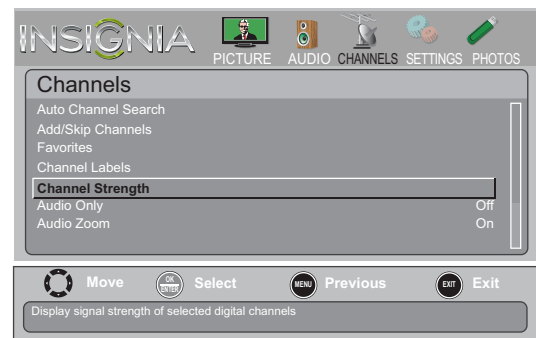 INSIGNIA
PICTURE AUDIO CHANNELS SETTINGS PHOTOS
Channels
Auto Channel Search
Add/Skip Channels
Favorites
Channel Labels
Channel Strength
Audio Only Off
Audio Zoom On
Move OK ENTER Select MENU Previous EXIT Exit
Display signal strength of selected digital channels